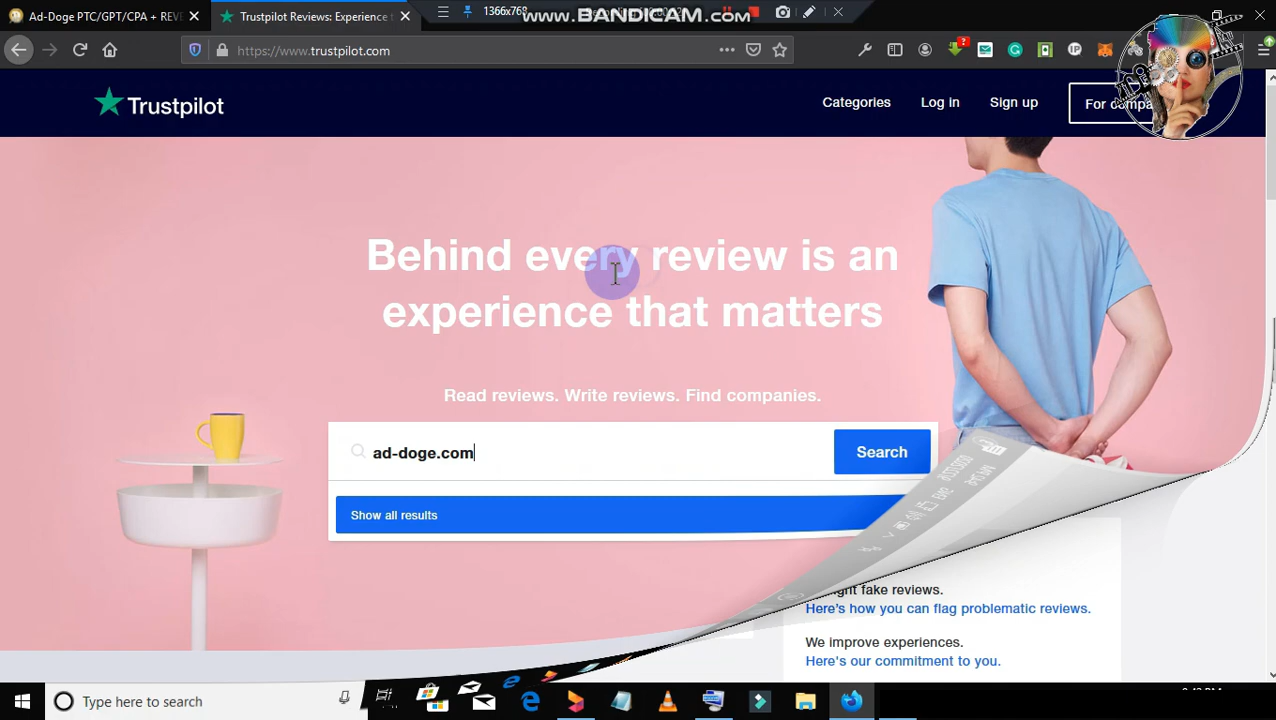 Ad-Doge PTC/GPT/CPA + REVE
Trustpilot Reviews: Experience t
1366x768
www.BANDICAM.com
https://www.trustpilot.com
IP
Trustpilot
Categories
Log in
Sign up
For compa
Behind every review is an
experience that matters
Read reviews. Write reviews. Find companies.
ad-doge.com
Search
Show all results
ght fake reviews.
Here's how you can flag problematic reviews.
We improve experiences.
Here's our commitment to you.
Type here to search